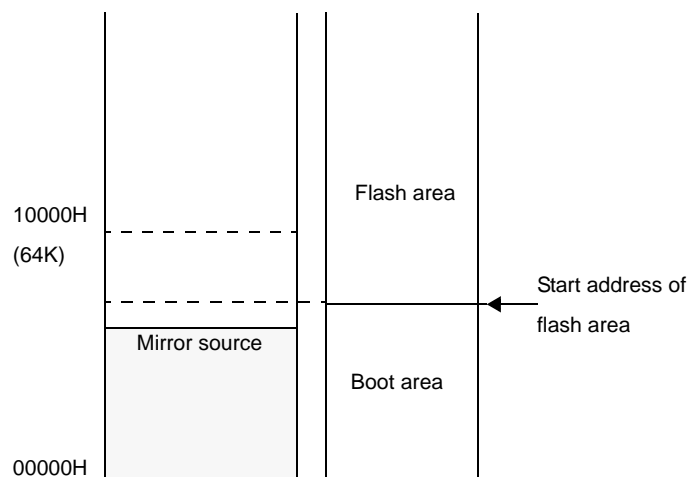 Flash area
10000H
(64K)
Start address of
flash area
Mirror source
Boot area
00000H